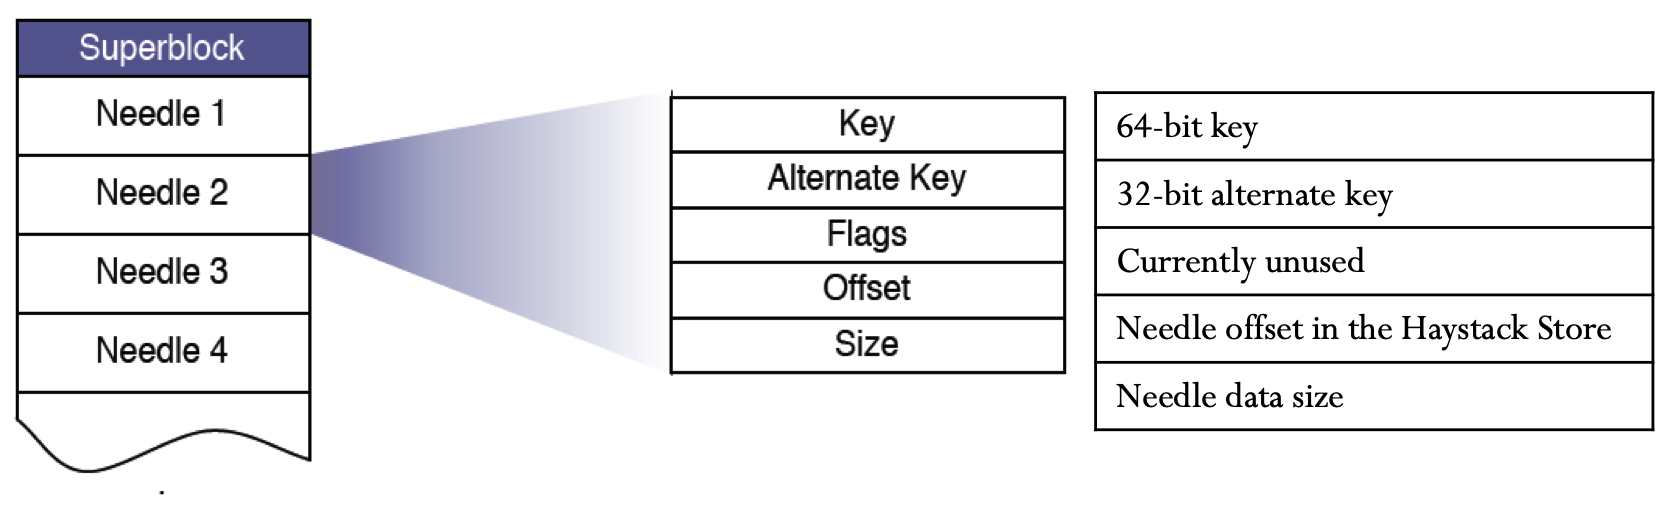 Superblock
Needle 1
Needle 2
Needle 3
Needle 4
Key
Alternate Key
Flags
Offset
Size
64-bit key
32-bit alternate key
Currently unused
Needle offset in the Haystack Store
Needle data size